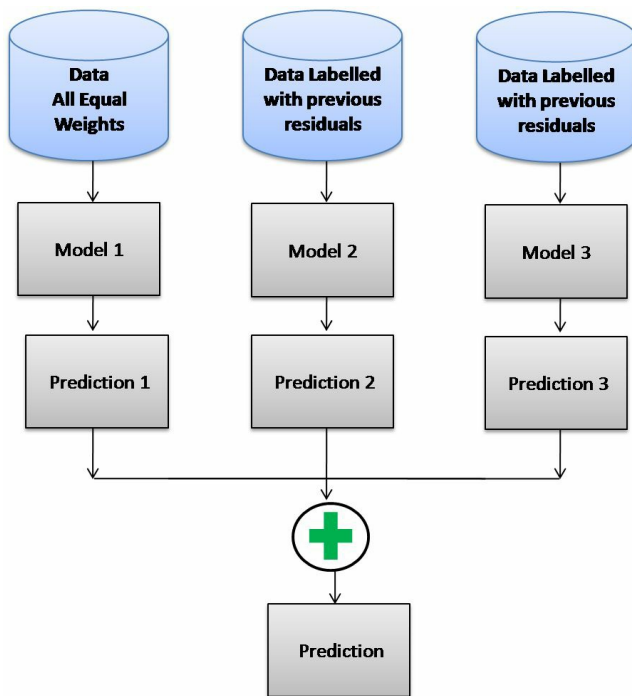 Data
All Equal
Weights
Data Labelled
with previous
residuals
Data Labelled
with previous
residuals
Model 1
Model 2
Model 3
Prediction 1
Prediction 2
Prediction 3
Prediction